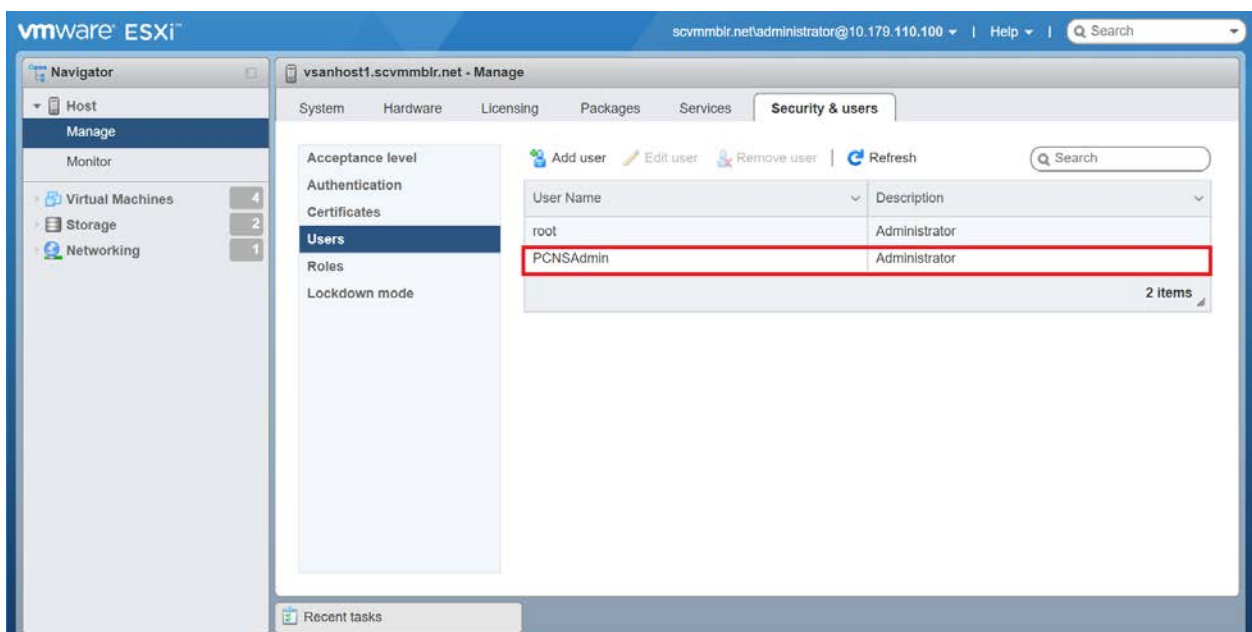 vmware ESXi™
scvmmblr.net\administrator@10.179.110.100 | Help | Search
Navigator
Host
Manage
Monitor
Virtual Machines 4
Storage 2
Networking 1
vsanhost1.scvmmblr.net - Manage
System Hardware Licensing Packages Services Security & users
Acceptance level
Authentication
Certificates
Users
Roles
Lockdown mode
Add user Edit user Remove user | Refresh Search
User Name Description
root Administrator
PCNSAdmin Administrator
2 items
Recent tasks